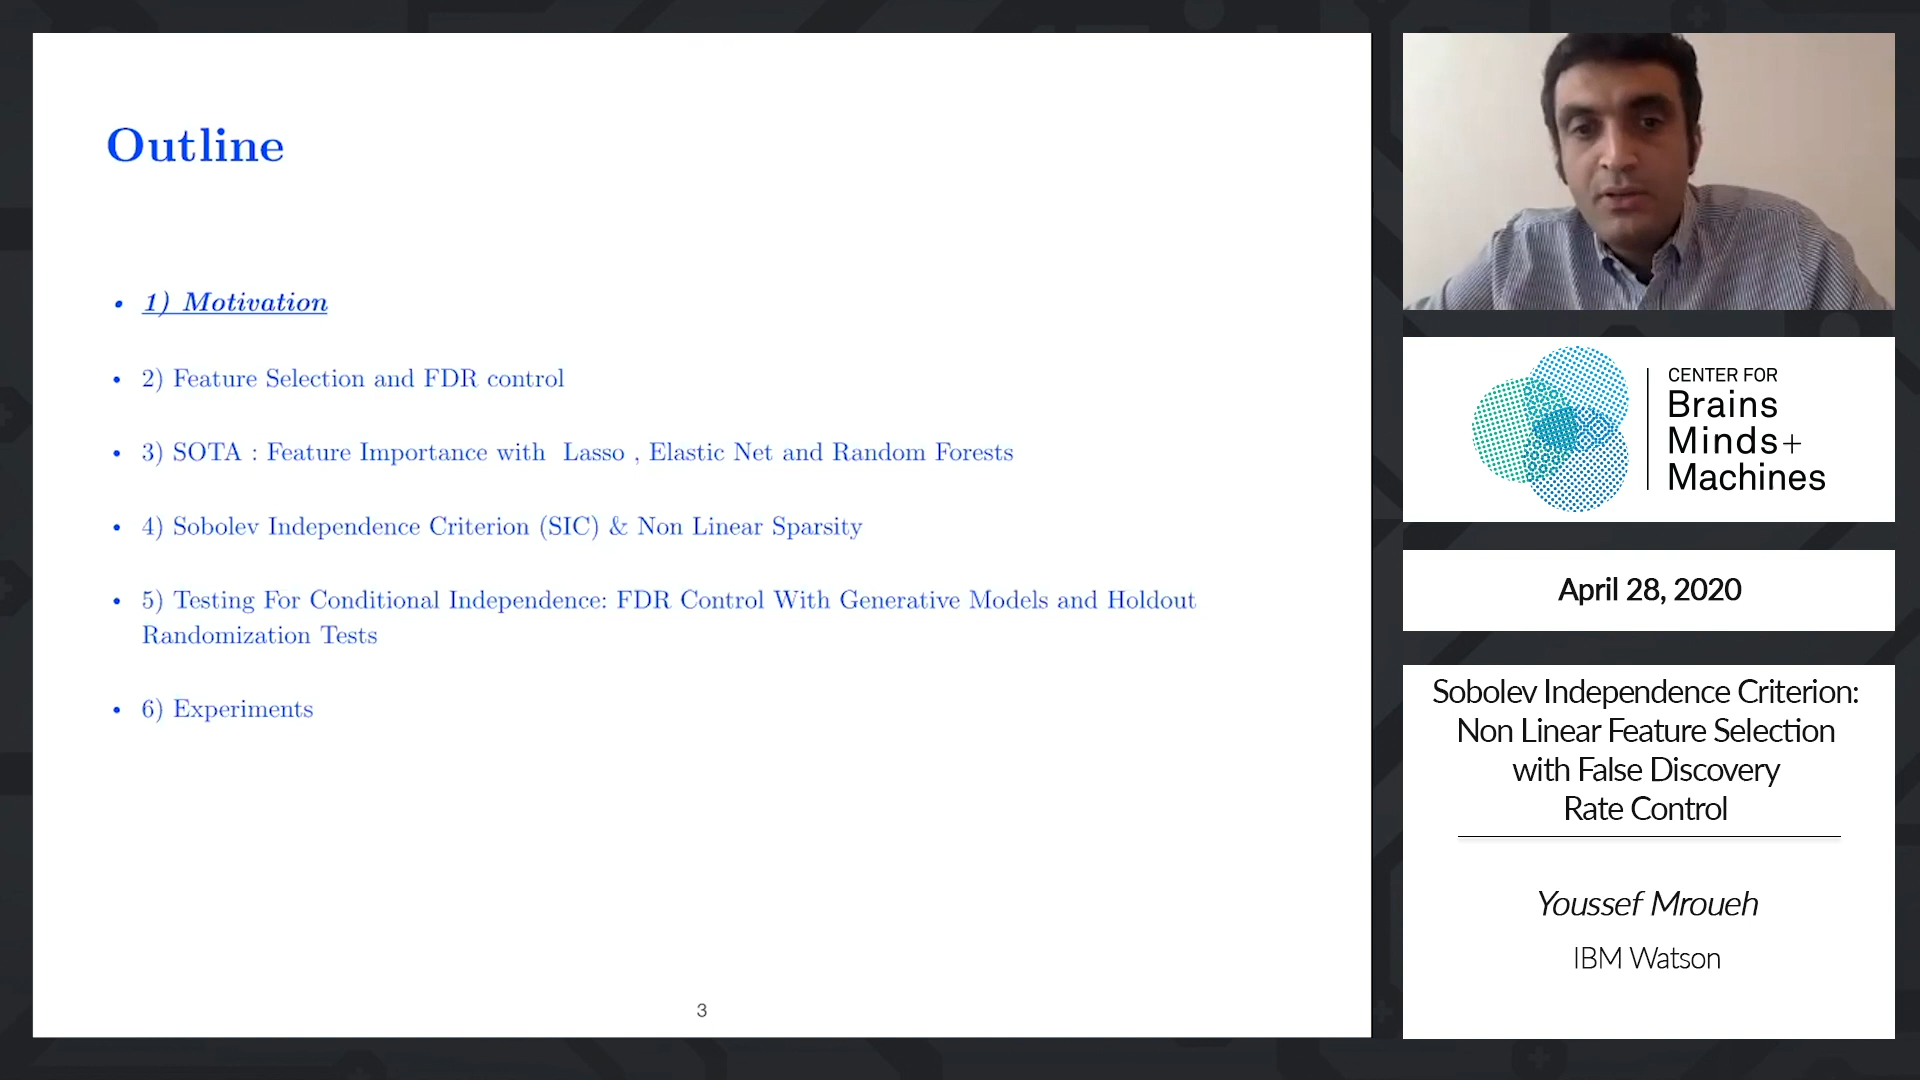 Outline
• 1) Motivation
• 2) Feature Selection and FDR control
• 3) SOTA : Feature Importance with Lasso , Elastic Net and Random Forests
• 4) Sobolev Independence Criterion (SIC) & Non Linear Sparsity
• 5) Testing For Conditional Independence: FDR Control With Generative Models and Holdout
Randomization Tests
• 6) Experiments
3
CENTER FOR
Brains
Minds+
Machines
April 28, 2020
Sobolev Independence Criterion:
Non Linear Feature Selection
with False Discovery
Rate Control
Youssef Mroueh
IBM Watson